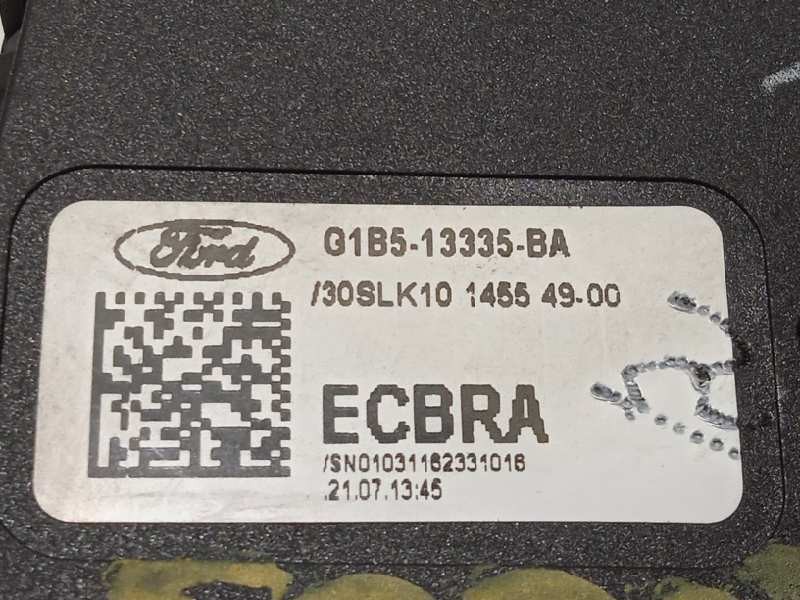 Ford
G1B5-13335-BA
/30SLK10 1455 49-00
ECBRA
/SN01031162331016
.21.07.13:45